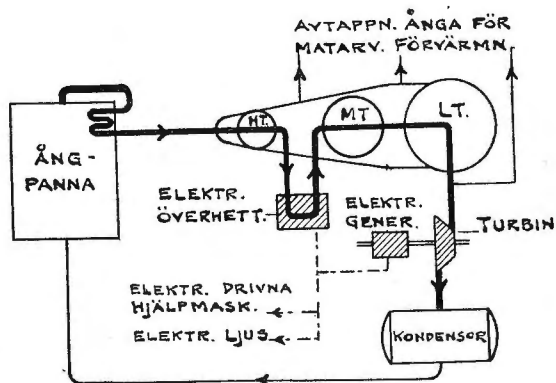 AVTAPPN. ÅNGA FÖR
MATARV. FÖRVÄRMN.
HT.
MT
LT.
ÅNG-
PANNA
ELEKTR.
ÖVERHETT.
ELEKTR.
GENER.
TURBIN
ELEKTR. DRIVNA
HJÄLPMASK.
ELEKTR. LJUS
KONDENSOR